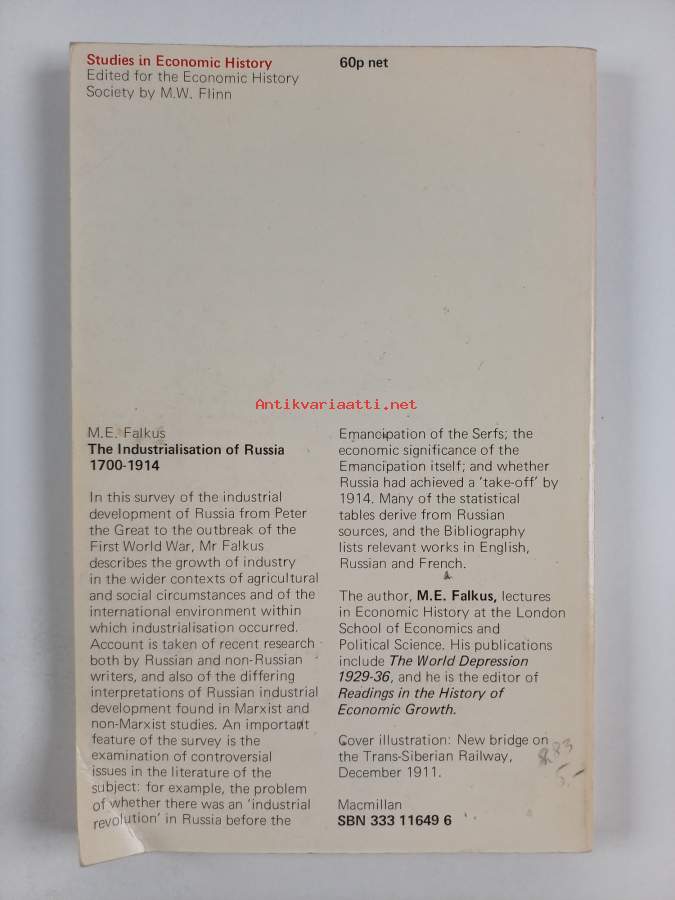 Studies in Economic History
Edited for the Economic History
Society by M.W. Flinn
60p net
Antikvariaatti.net
M.E. Falkus
The Industrialisation of Russia
1700-1914
In this survey of the industrial
development of Russia from Peter
the Great to the outbreak of the
First World War, Mr Falkus
describes the growth of industry
in the wider contexts of agricultural
and social circumstances and of the
international environment within
which industrialisation occurred.
Account is taken of recent research
both by Russian and non-Russian
writers, and also of the differing
interpretations of Russian industrial
development found in Marxist and
non-Marxist studies. An important
feature of the survey is the
examination of controversial
issues in the literature of the
subject: for example, the problem
of whether there was an 'industrial
revolution' in Russia before the
Emancipation of the Serfs; the
economic significance of the
Emancipation itself; and whether
Russia had achieved a 'take-off' by
1914. Many of the statistical
tables derive from Russian
sources, and the Bibliography
lists relevant works in English,
Russian and French.
The author, M.E. Falkus, lectures
in Economic History at the London
School of Economics and
Political Science. His publications
include The World Depression
1929-36, and he is the editor of
Readings in the History of
Economic Growth.
Cover illustration: New bridge on
the Trans-Siberian Railway,
December 1911.
Macmillan
SBN 333 11649 6